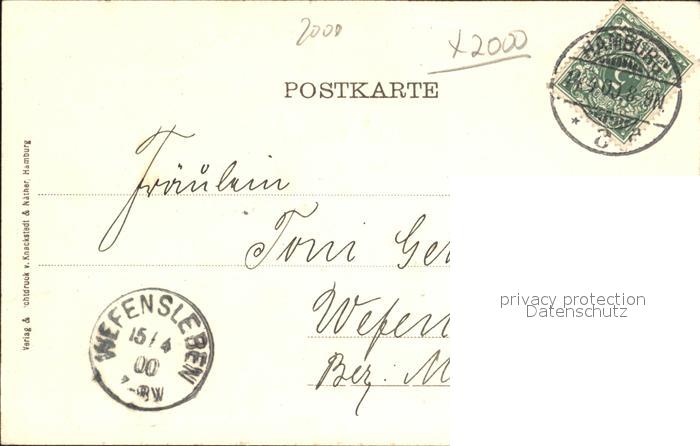 2000
x2000
POSTKARTE
HAMBURG
Fräulein
Toni Ge
Wefen
Bez. M
privacy protection
Datenschutz
WEFENSLEBEN
15/4
00
Verlag & Lichtdruck v. Knackstedt & Näther, Hamburg